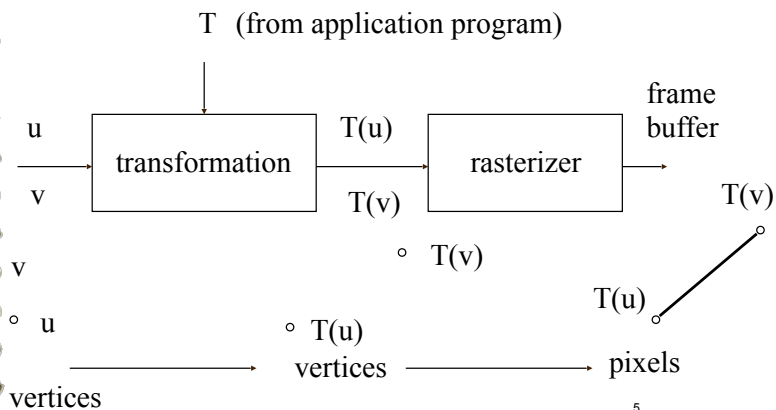 T (from application program)
frame
buffer
u
T(u)
transformation
rasterizer
v
T(v)
T(v)
v
T(v)
T(u)
u
T(u)
vertices
pixels
vertices
5